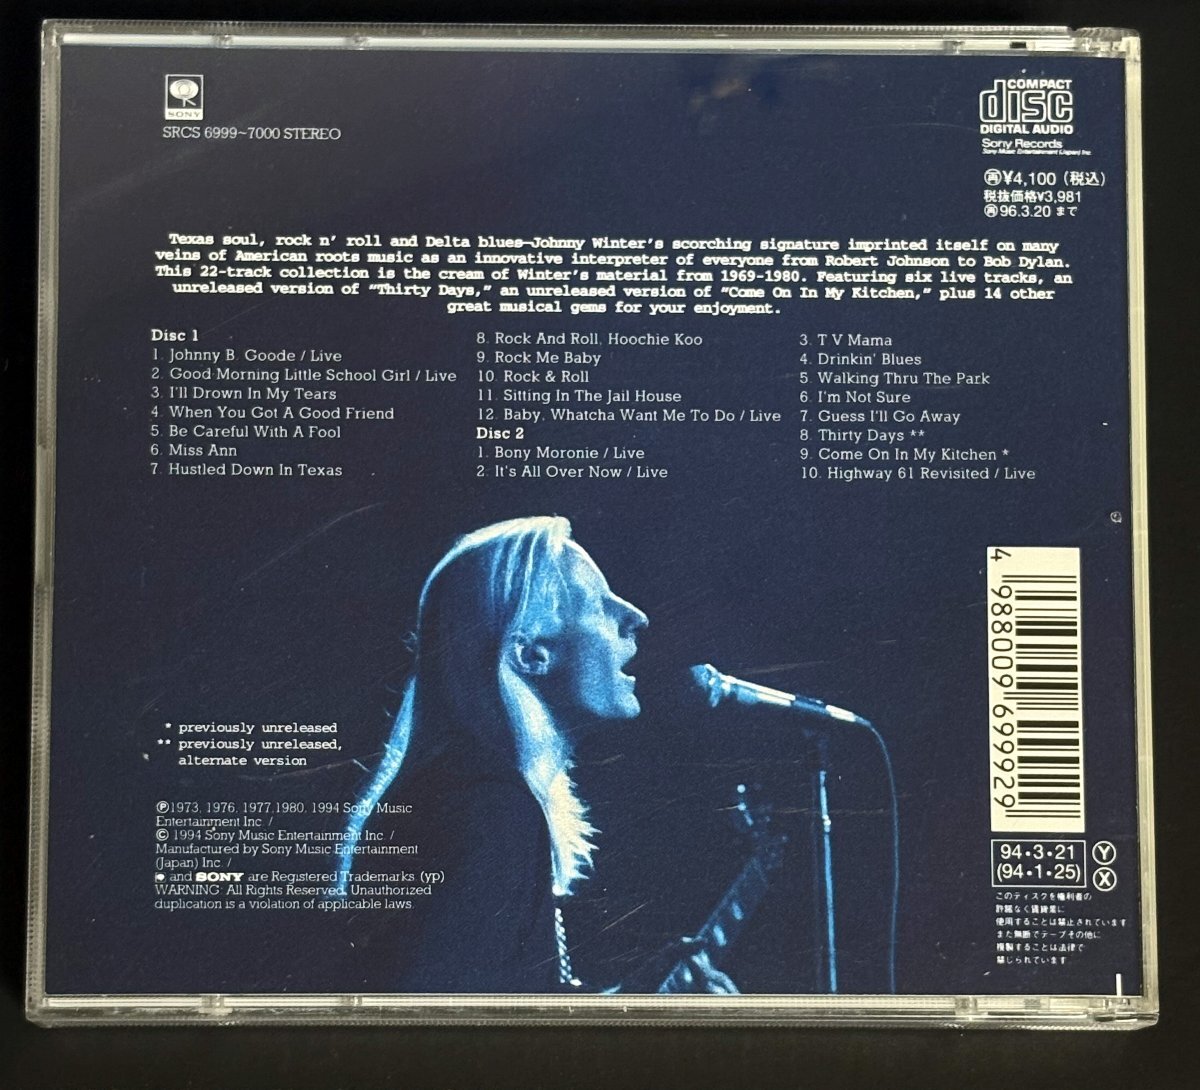 SONY
SRCS 6999~7000 STEREO
COMPACT
disc
DIGITAL AUDIO
Sony Records
Sony Music Entertainment (Japan) Inc.
再¥4,100 (税込)
税抜価格¥3,981
再96.3.20 まで
Texas soul, rock n' roll and Delta blues—Johnny Winter's scorching signature imprinted itself on many
veins of American roots music as an innovative interpreter of everyone from Robert Johnson to Bob Dylan.
This 22-track collection is the cream of Winter's material from 1969-1980. Featuring six live tracks, an
unreleased version of "Thirty Days," an unreleased version of "Come On In My Kitchen," plus 14 other
great musical gems for your enjoyment.
Disc 1
1. Johnny B. Goode / Live
2. Good Morning Little School Girl / Live
3. I'll Drown In My Tears
4. When You Got A Good Friend
5. Be Careful With A Fool
6. Miss Ann
7. Hustled Down In Texas
8. Rock And Roll, Hoochie Koo
9. Rock Me Baby
10. Rock & Roll
11. Sitting In The Jail House
12. Baby, Whatcha Want Me To Do / Live
Disc 2
1. Bony Moronie / Live
2. It's All Over Now / Live
3. T V Mama
4. Drinkin' Blues
5. Walking Thru The Park
6. I'm Not Sure
7. Guess I'll Go Away
8. Thirty Days **
9. Come On In My Kitchen *
10. Highway 61 Revisited / Live
* previously unreleased
** previously unreleased,
alternate version
℗1973, 1976, 1977,1980, 1994 Sony Music
Entertainment Inc. /
© 1994 Sony Music Entertainment Inc. /
Manufactured by Sony Music Entertainment
(Japan) Inc. /
and SONY are Registered Trademarks. (yp)
WARNING: All Rights Reserved. Unauthorized
duplication is a violation of applicable laws.
4 988009 699929
94・3・21 Y
(94・1・25) X
このディスクを権利者の
許諾なく賃貸業に
使用することは禁止されています
また無断でテープその他に
複製することは法律で
禁じられています